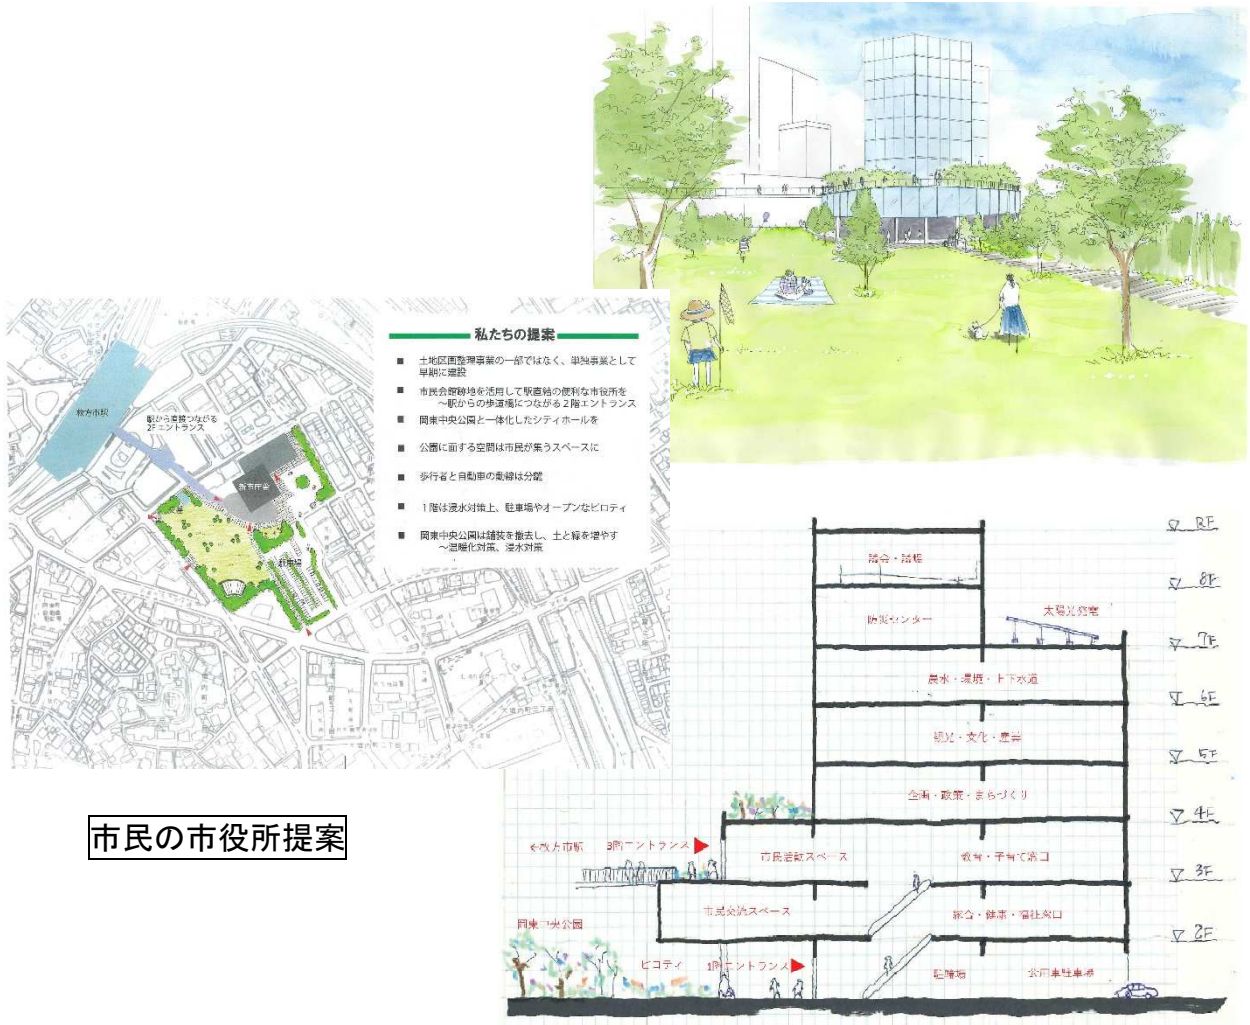 私たちの提案
■ 土地区画整理事業の一部ではなく、単独事業として
早期に建設
■ 市民会館跡地を活用して駅直結の便利な市役所を
～駅からの歩道橋につながる2階エントランス
■ 岡東中央公園と一体化したシティホールを
■ 公園に面する空間は市民が集うスペースに
■ 歩行者と自動車の動線は分離
■ 1階は浸水対策上、駐車場やオープンなピロティ
■ 岡東中央公園は舗装を撤去し、土と緑を増やす
～温暖化対策、浸水対策
枚方市駅
駅から直接つながる
2Fエントランス
新市庁舎
駐車場
市民の市役所提案
RF
議会・議場
8F
防災センター
太陽光発電
7F
農水・環境・上下水道
6F
観光・文化・産業
5F
企画・政策・まちづくり
4F
←枚方市駅 3階エントランス
市民活動スペース
教育・子育て窓口
3F
市民交流スペース
総合・健康・福祉窓口
岡東中央公園
2F
ピロティ 1階エントランス
駐輪場
公用車駐車場